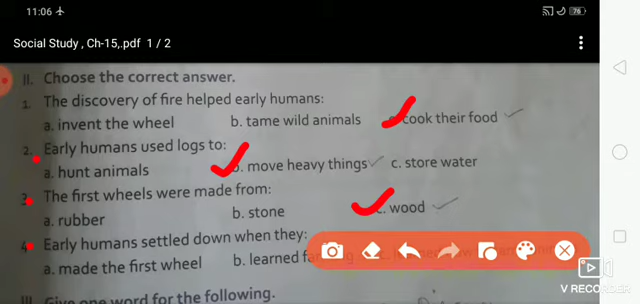 11:06
76
Social Study , Ch-15,.pdf 1 / 2
II. Choose the correct answer.
1. The discovery of fire helped early humans:
a. invent the wheel b. tame wild animals cook their food
2. Early humans used logs to:
a. hunt animals b. move heavy things c. store water
3. The first wheels were made from:
a. rubber b. stone c. wood
4. Early humans settled down when they:
a. made the first wheel b. learned
III. Give one word for the following.
V RECORDER